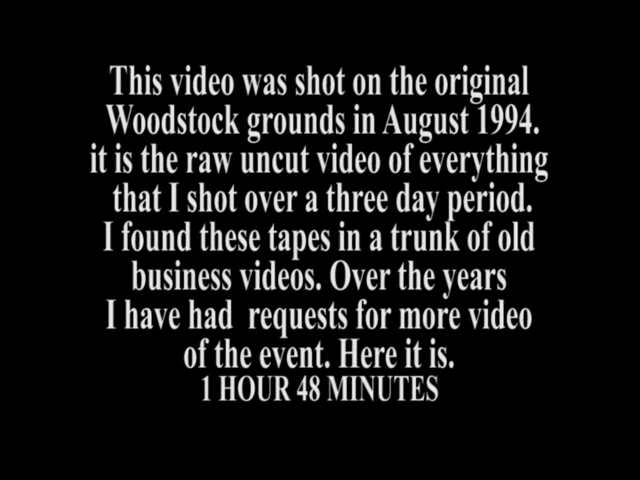 This video was shot on the original
Woodstock grounds in August 1994.
it is the raw uncut video of everything
that I shot over a three day period.
I found these tapes in a trunk of old
business videos. Over the years
I have had  requests for more video
of the event. Here it is.
1 HOUR 48 MINUTES